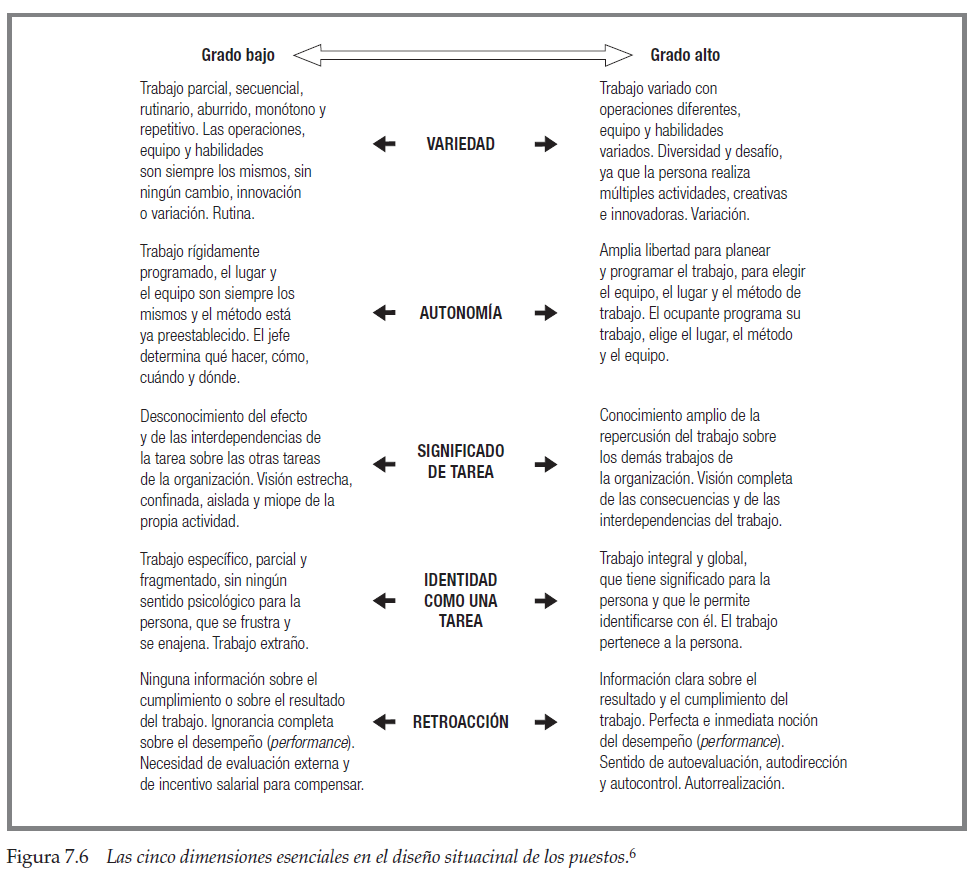 Grado bajo
Grado alto
Trabajo parcial, secuencial,
rutinario, aburrido, monótono y
repetitivo. Las operaciones,
equipo y habilidades
son siempre los mismos, sin
ningún cambio, innovación
o variación. Rutina.
VARIEDAD
Trabajo variado con
operaciones diferentes,
equipo y habilidades
variados. Diversidad y desafío,
ya que la persona realiza
múltiples actividades, creativas
e innovadoras. Variación.
Trabajo rígidamente
programado, el lugar y
el equipo son siempre los
mismos y el método está
ya preestablecido. El jefe
determina qué hacer, cómo,
cuándo y dónde.
AUTONOMÍA
Amplia libertad para planear
y programar el trabajo, para elegir
el equipo, el lugar y el método de
trabajo. El ocupante programa su
trabajo, elige el lugar, el método
y el equipo.
Desconocimiento del efecto
y de las interdependencias de
la tarea sobre las otras tareas
de la organización. Visión estrecha,
confinada, aislada y miope de la
propia actividad.
SIGNIFICADO
DE TAREA
Conocimiento amplio de la
repercusión del trabajo sobre
los demás trabajos de
la organización. Visión completa
de las consecuencias y de las
interdependencias del trabajo.
Trabajo específico, parcial y
fragmentado, sin ningún
sentido psicológico para la
persona, que se frustra y
se enajena. Trabajo extraño.
IDENTIDAD
COMO UNA
TAREA
Trabajo integral y global,
que tiene significado para la
persona y que le permite
identificarse con él. El trabajo
pertenece a la persona.
Ninguna información sobre el
cumplimiento o sobre el resultado
del trabajo. Ignorancia completa
sobre el desempeño (performance).
Necesidad de evaluación externa y
de incentivo salarial para compensar.
RETROACCIÓN
Información clara sobre el
resultado y el cumplimiento del
trabajo. Perfecta e inmediata noción
del desempeño (performance).
Sentido de autoevaluación, autodirección
y autocontrol. Autorrealización.
Figura 7.6 Las cinco dimensiones esenciales en el diseño situacinal de los puestos.6